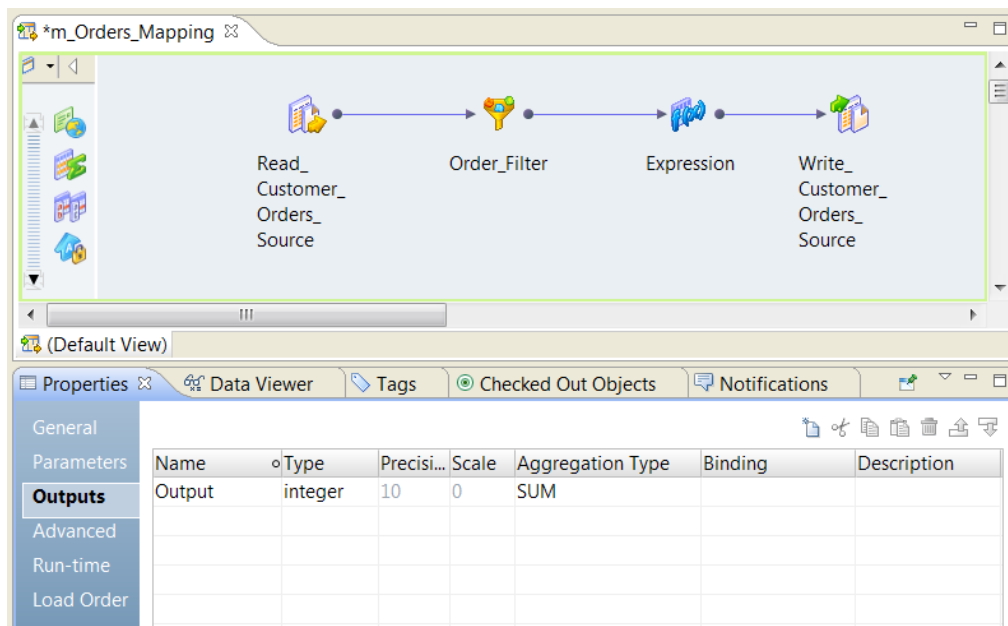 *m_Orders_Mapping
Read_
Customer_
Orders_
Source
Order_Filter
Expression
Write_
Customer_
Orders_
Source
(Default View)
Properties Data Viewer Tags Checked Out Objects Notifications
General
Parameters
Outputs
Advanced
Run-time
Load Order
Name Type Precisi... Scale Aggregation Type Binding Description
Output integer 10 0 SUM